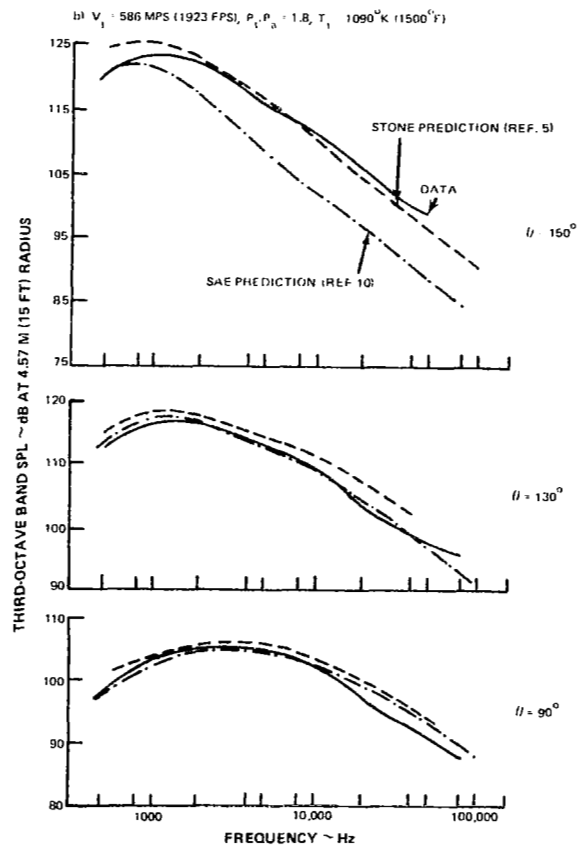 b) V_j = 586 MPS (1923 FPS), P_t/P_a = 1.8, T_t 1090°K (1500°F)
THIRD-OCTAVE BAND SPL ~ dB AT 4.57 M (15 FT) RADIUS
125
115
105
95
85
75
STONE PREDICTION (REF. 5)
DATA
SAE PREDICTION (REF 10)
θ = 150°
120
110
100
90
θ = 130°
110
100
90
80
θ = 90°
1000
10,000
100,000
FREQUENCY ~ Hz